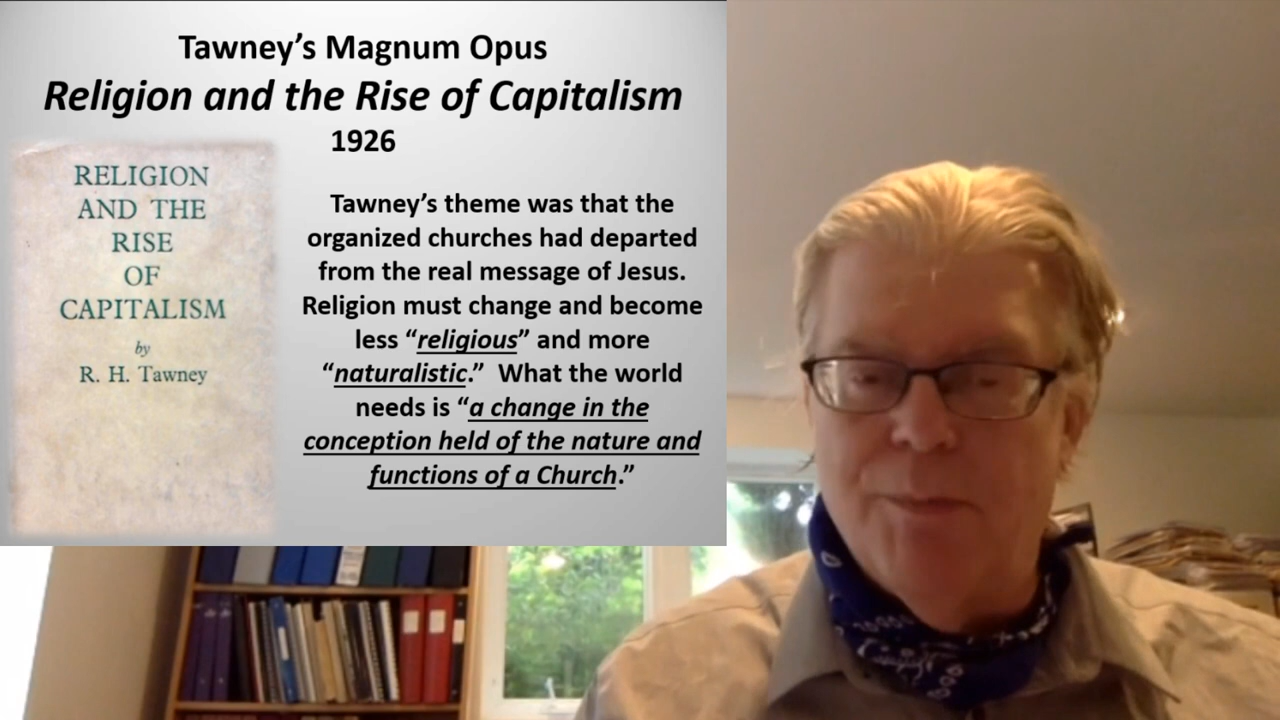 Tawney's Magnum Opus
Religion and the Rise of Capitalism
1926
RELIGION
AND THE
RISE
OF
CAPITALISM
by
R. H. Tawney
Tawney's theme was that the
organized churches had departed
from the real message of Jesus.
Religion must change and become
less “religious” and more
“naturalistic.” What the world
needs is “a change in the
conception held of the nature and
functions of a Church.”